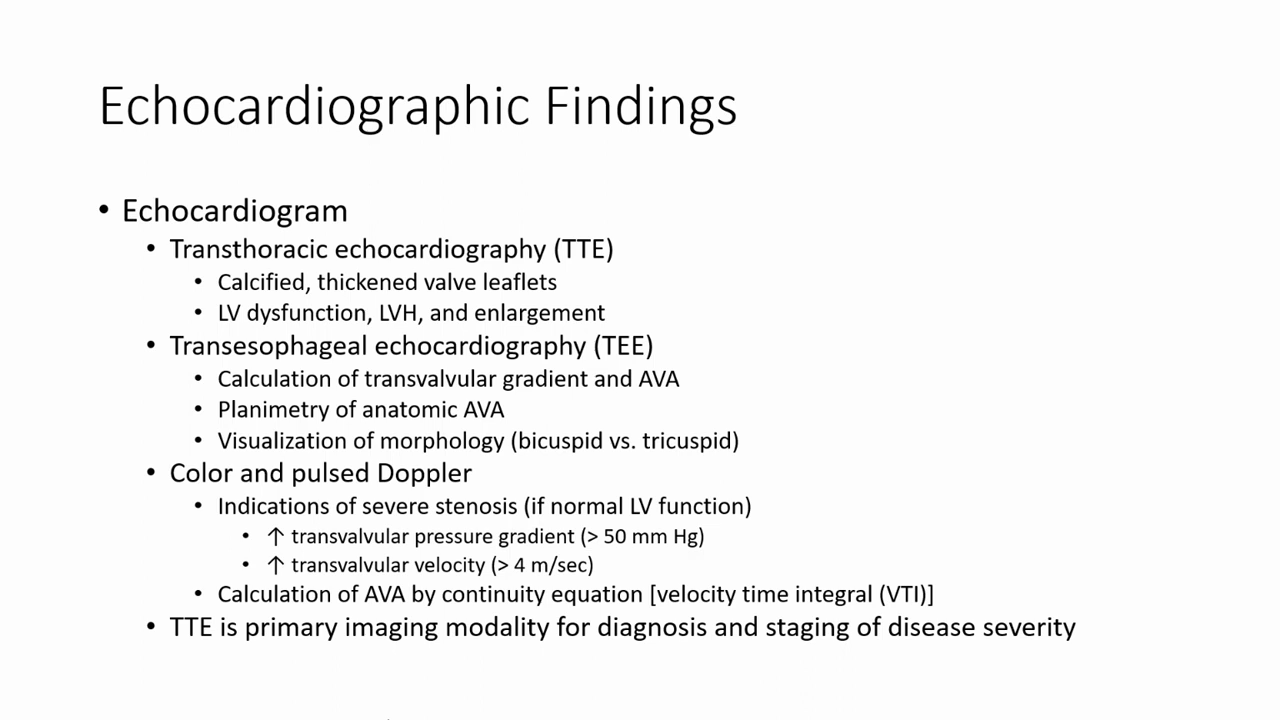 Echocardiographic Findings
• Echocardiogram
• Transthoracic echocardiography (TTE)
• Calcified, thickened valve leaflets
• LV dysfunction, LVH, and enlargement
• Transesophageal echocardiography (TEE)
• Calculation of transvalvular gradient and AVA
• Planimetry of anatomic AVA
• Visualization of morphology (bicuspid vs. tricuspid)
• Color and pulsed Doppler
• Indications of severe stenosis (if normal LV function)
• ↑ transvalvular pressure gradient (> 50 mm Hg)
• ↑ transvalvular velocity (> 4 m/sec)
• Calculation of AVA by continuity equation [velocity time integral (VTI)]
• TTE is primary imaging modality for diagnosis and staging of disease severity